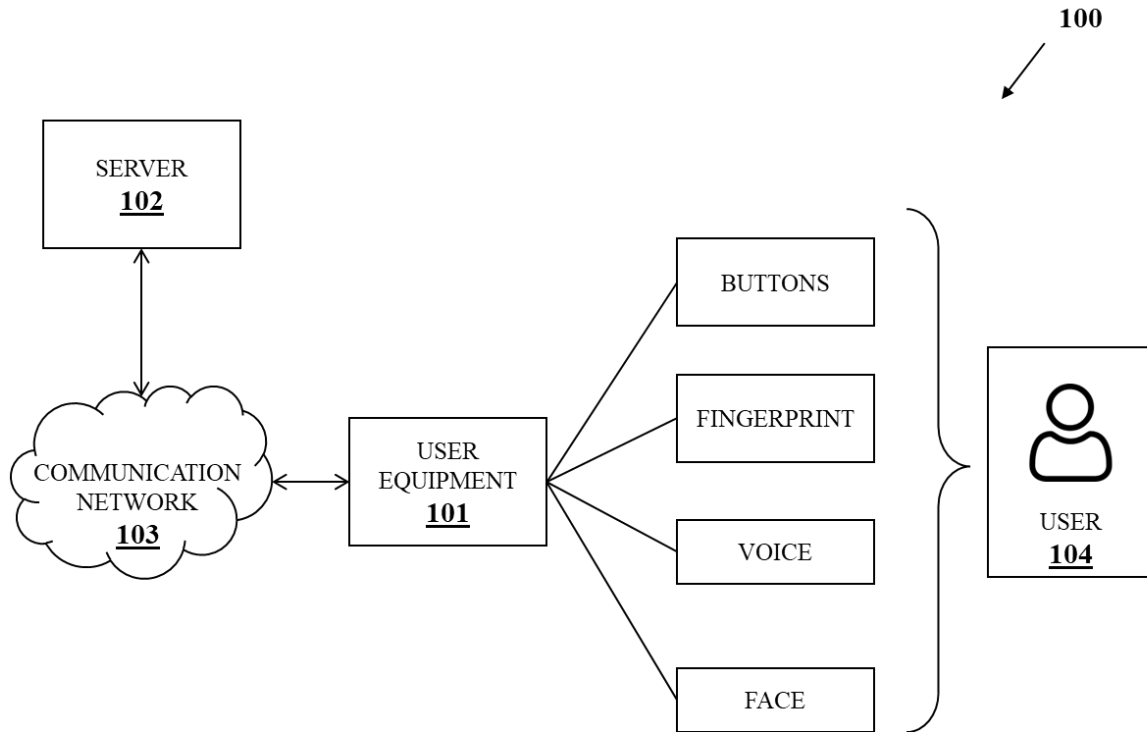 100
SERVER
102
COMMUNICATION
NETWORK
103
USER
EQUIPMENT
101
BUTTONS
FINGERPRINT
VOICE
FACE
USER
104